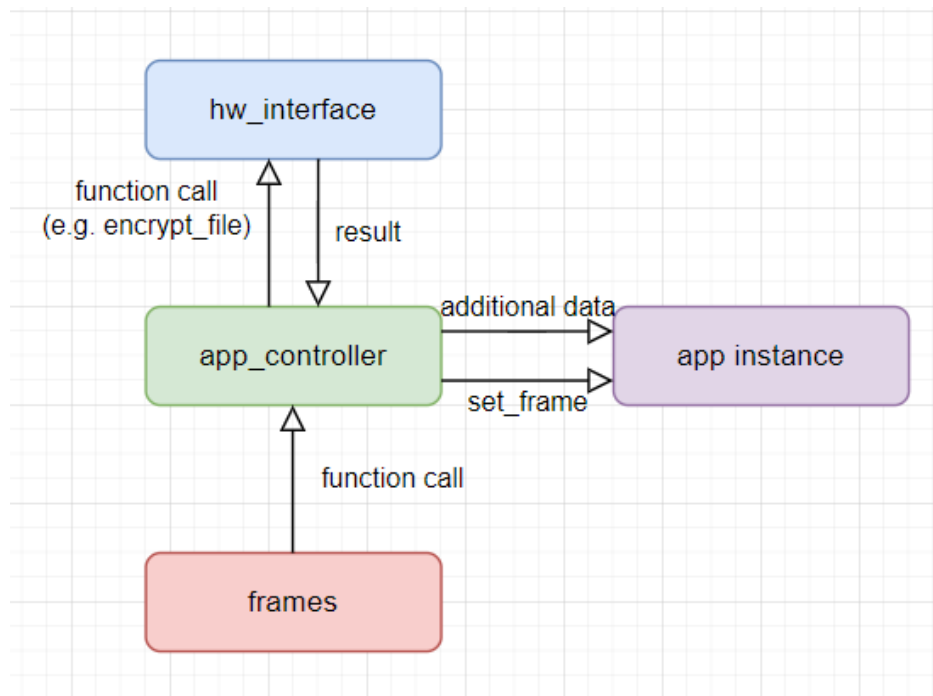 hw_interface
function call
(e.g. encrypt_file)
result
additional data
app_controller
app instance
set_frame
function call
frames